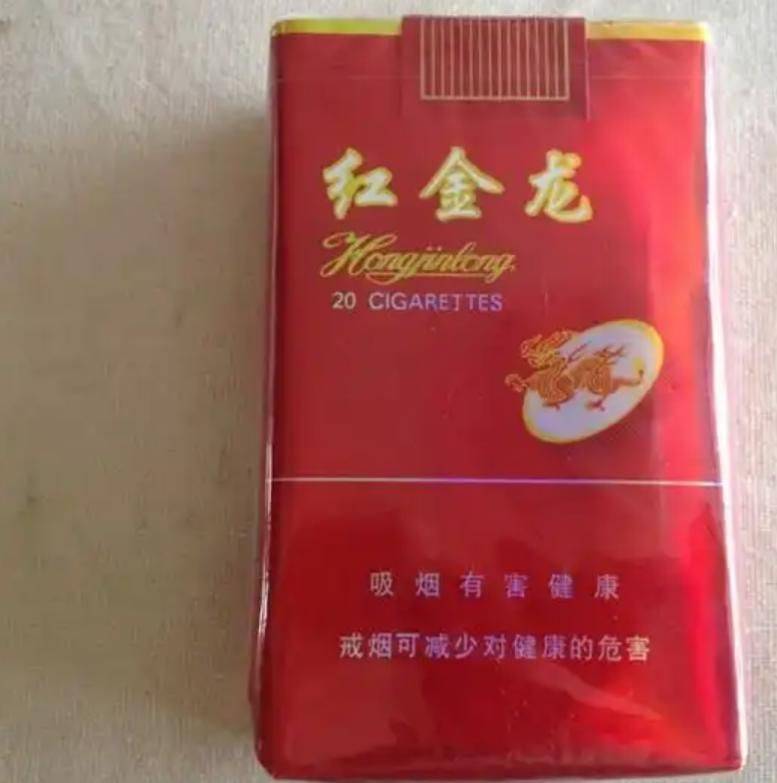 红金龙
Hongjinlong
20 CIGARETTES
吸烟有害健康
戒烟可减少对健康的危害